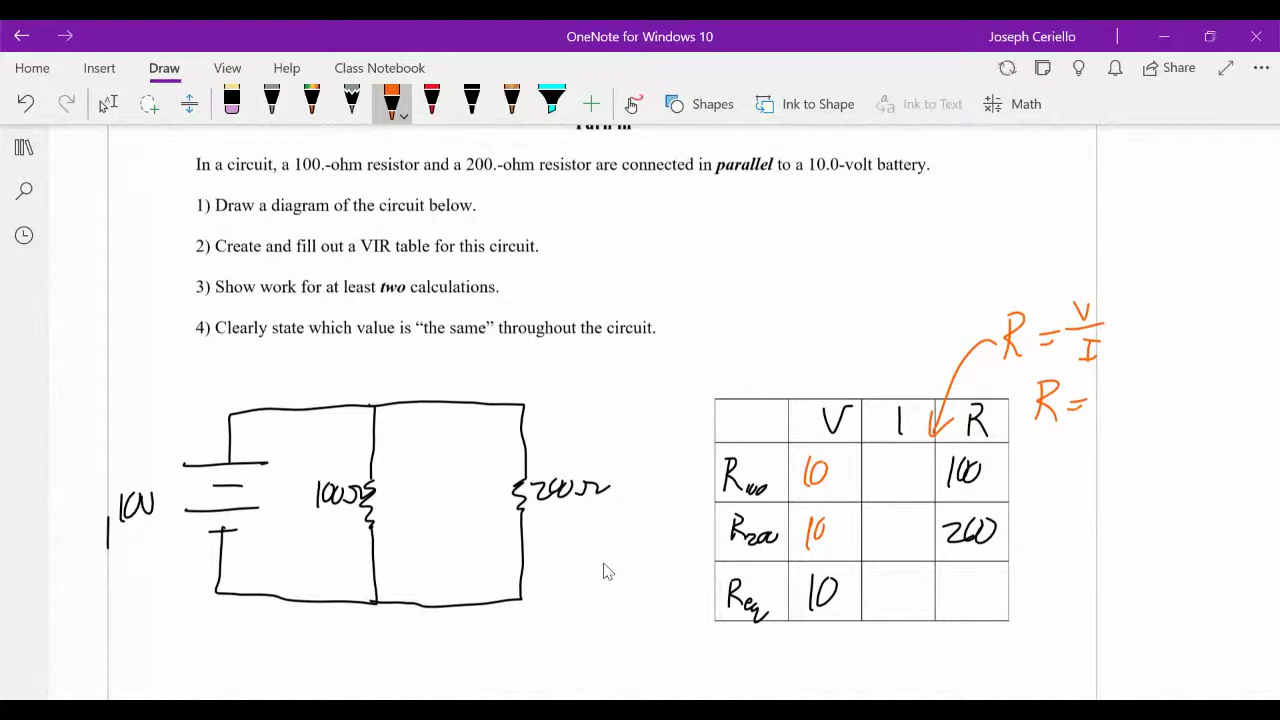 OneNote for Windows 10
Joseph Ceriello
Home Insert Draw View Help Class Notebook
Share
Shapes Ink to Shape Ink to Text Math
Turn in
In a circuit, a 100.-ohm resistor and a 200.-ohm resistor are connected in parallel to a 10.0-volt battery.
1) Draw a diagram of the circuit below.
2) Create and fill out a VIR table for this circuit.
3) Show work for at least two calculations.
4) Clearly state which value is “the same” throughout the circuit.
R = V/I
R =
10V
100Ω
200Ω
V I R
R100 10 100
R200 10 200
Req 10